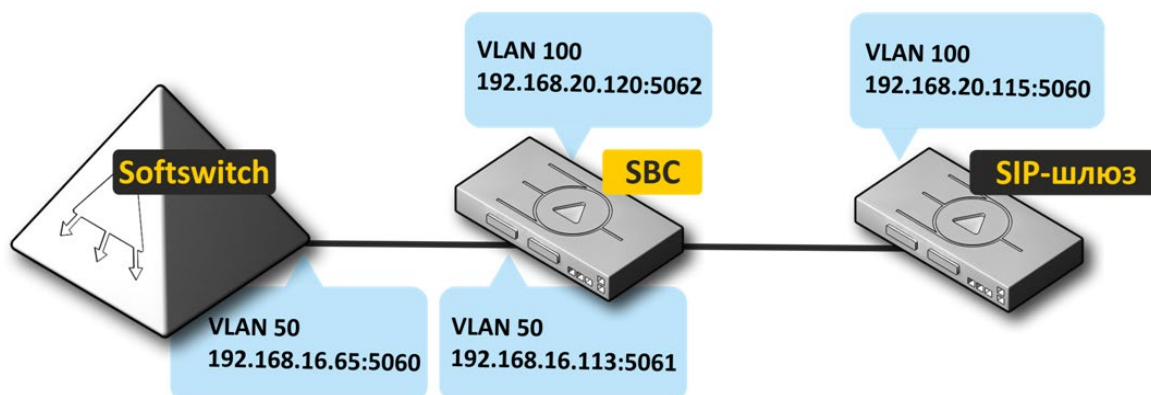 VLAN 100
192.168.20.120:5062
VLAN 100
192.168.20.115:5060
Softswitch
SBC
SIP-шлюз
VLAN 50
192.168.16.65:5060
VLAN 50
192.168.16.113:5061